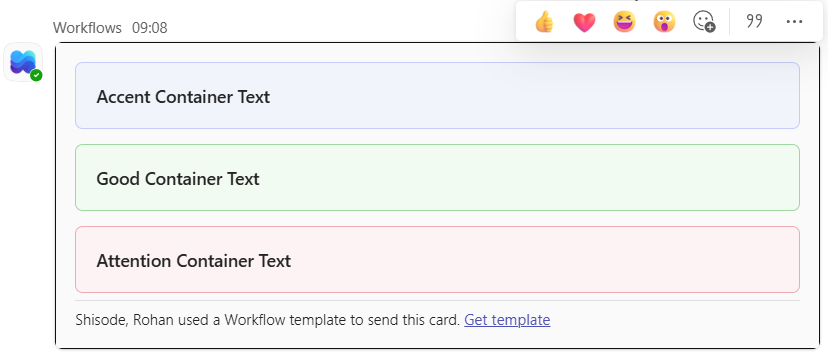 Workflows 09:08
Accent Container Text
Good Container Text
Attention Container Text
Shisode, Rohan used a Workflow template to send this card. Get template